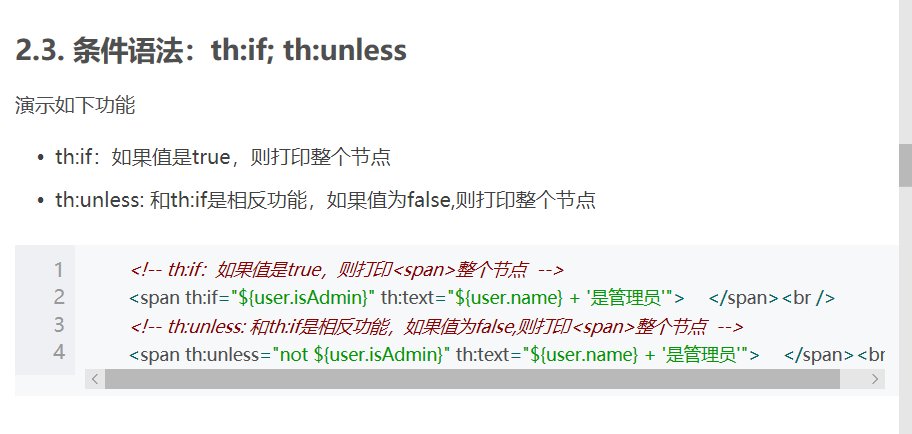 2.3. 条件语法：th:if; th:unless
演示如下功能
• th:if：如果值是true，则打印整个节点
• th:unless: 和th:if是相反功能，如果值为false,则打印整个节点
1 <!-- th:if：如果值是true，则打印<span>整个节点 -->
2 <span th:if="${user.isAdmin}" th:text="${user.name} + '是管理员'"> </span><br />
3 <!-- th:unless: 和th:if是相反功能，如果值为false,则打印<span>整个节点 -->
4 <span th:unless="not ${user.isAdmin}" th:text="${user.name} + '是管理员'"> </span><br